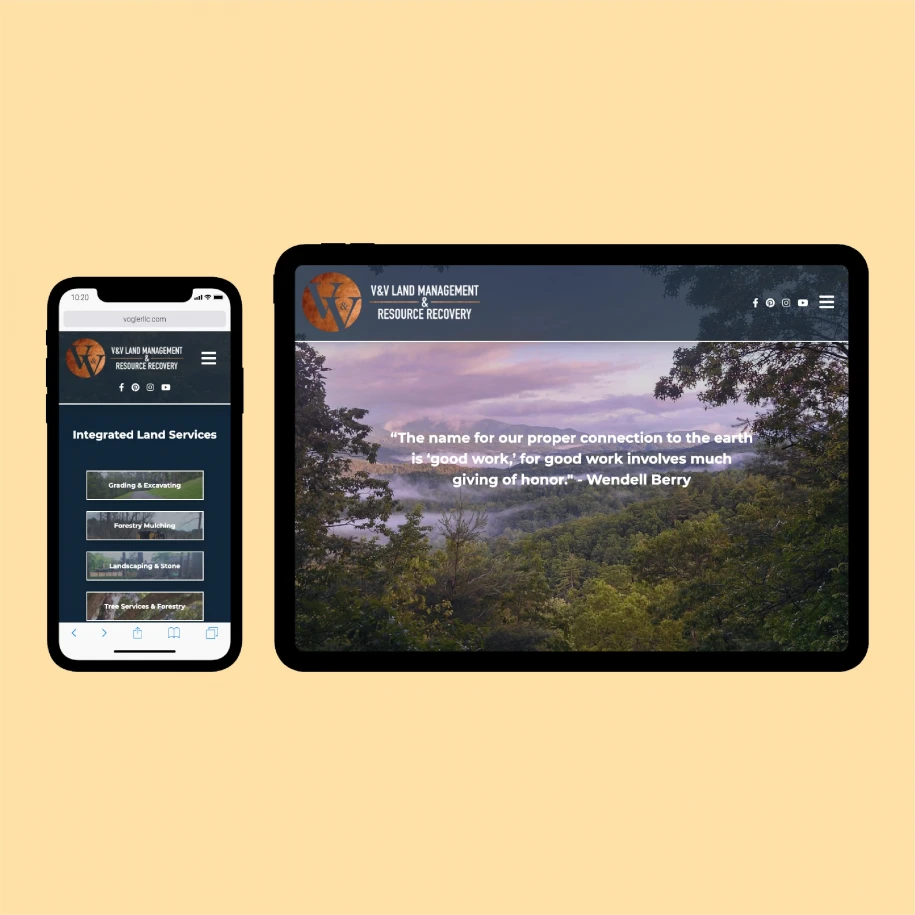 10:20
voglerllc.com
V&V
V&V LAND MANAGEMENT
&
RESOURCE RECOVERY
Integrated Land Services
Grading & Excavating
Forestry Mulching
Landscaping & Stone
Tree Services & Forestry
V&V
V&V LAND MANAGEMENT
&
RESOURCE RECOVERY
“The name for our proper connection to the earth
is ‘good work,’ for good work involves much
giving of honor." - Wendell Berry